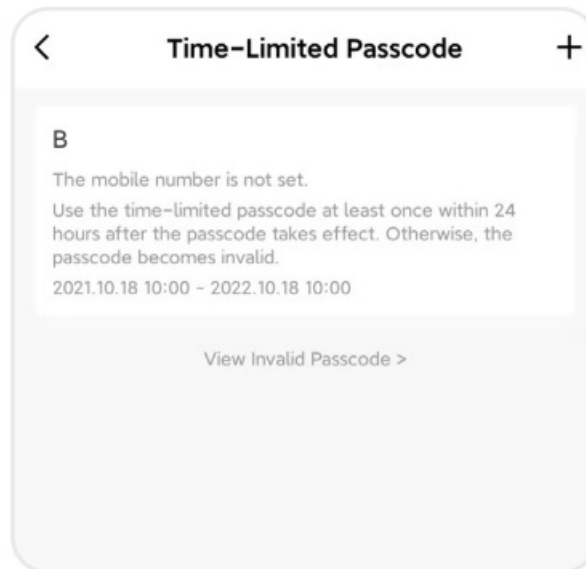 Time-Limited Passcode
B
The mobile number is not set.
Use the time-limited passcode at least once within 24
hours after the passcode takes effect. Otherwise, the
passcode becomes invalid.
2021.10.18 10:00 - 2022.10.18 10:00
View Invalid Passcode >